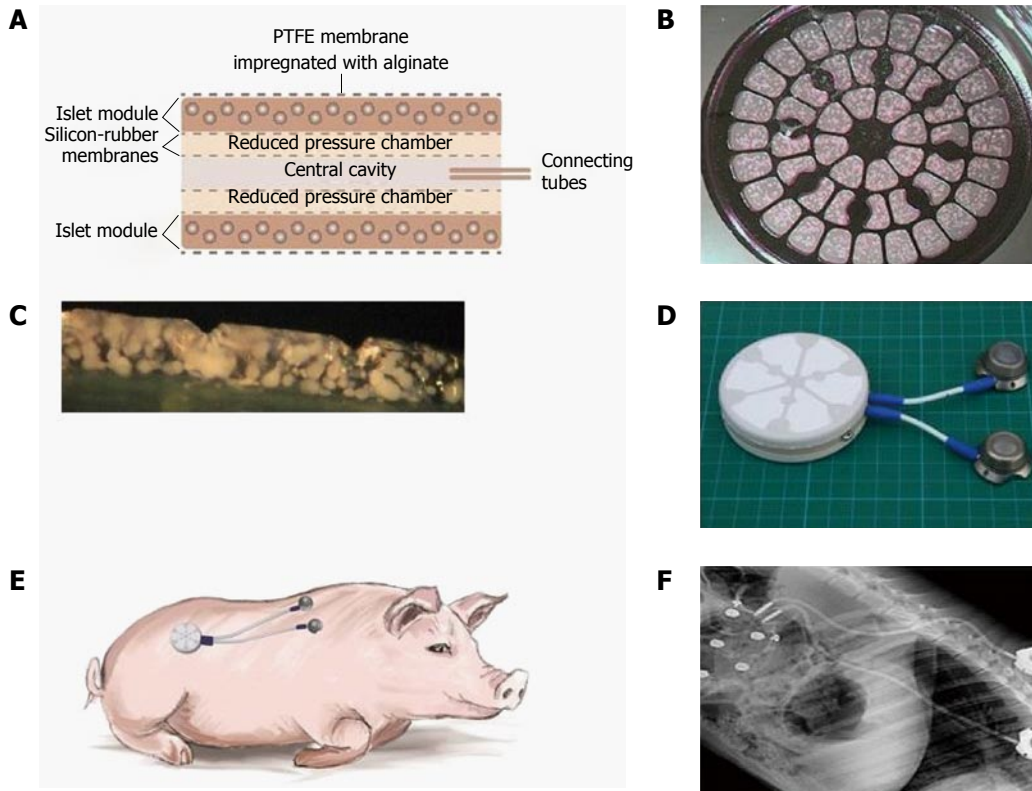 A
PTFE membrane
impregnated with alginate
Islet module
Silicon-rubber
membranes
Reduced pressure chamber
Central cavity
Connecting
tubes
Reduced pressure chamber
Islet module
B
C
D
E
F